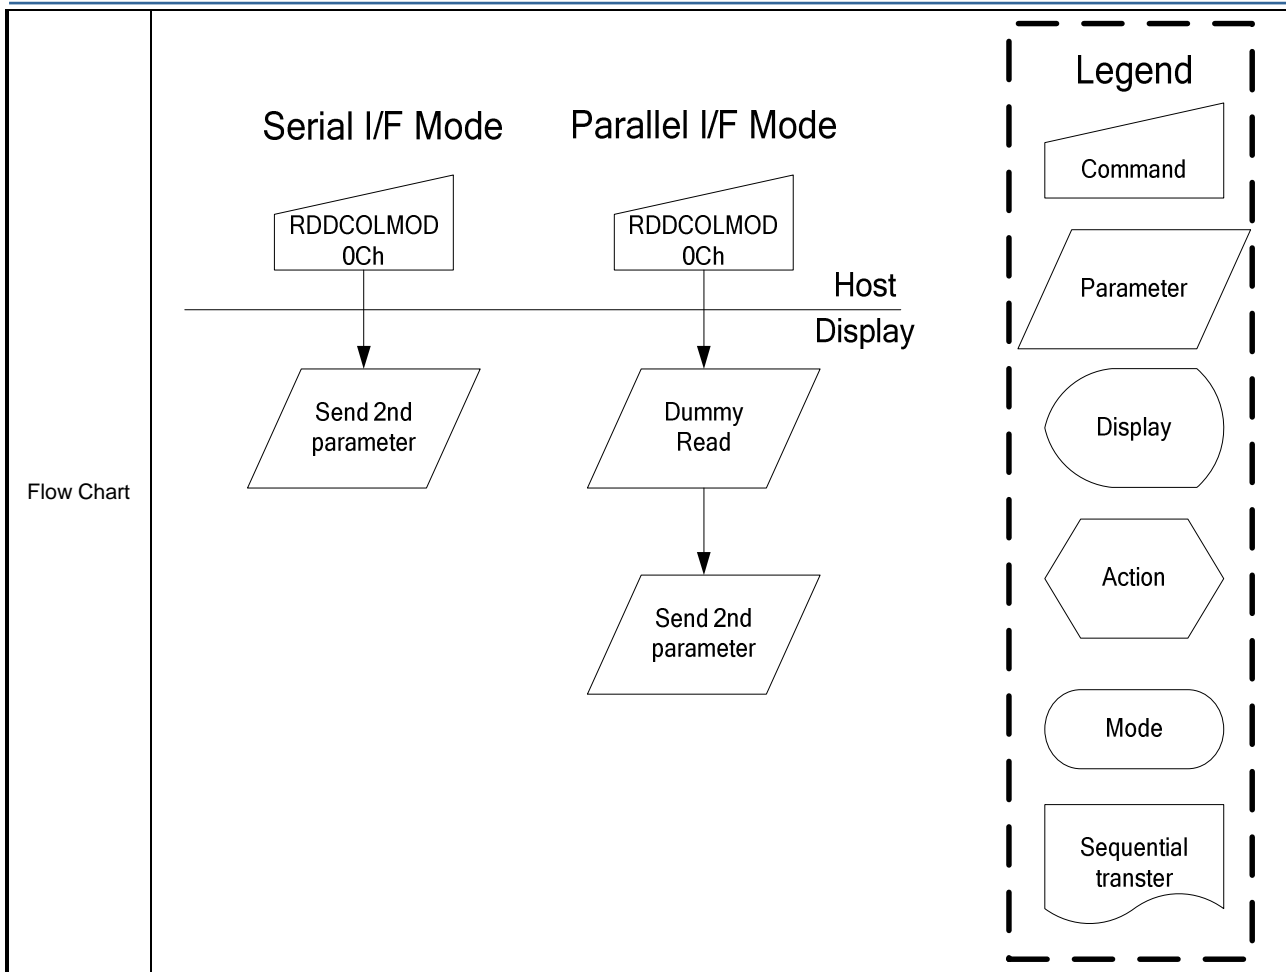 Flow Chart
Serial I/F Mode
RDDCOLMOD
0Ch
Send 2nd
parameter
Parallel I/F Mode
RDDCOLMOD
0Ch
Host
Display
Dummy
Read
Send 2nd
parameter
Legend
Command
Parameter
Display
Action
Mode
Sequential
transter